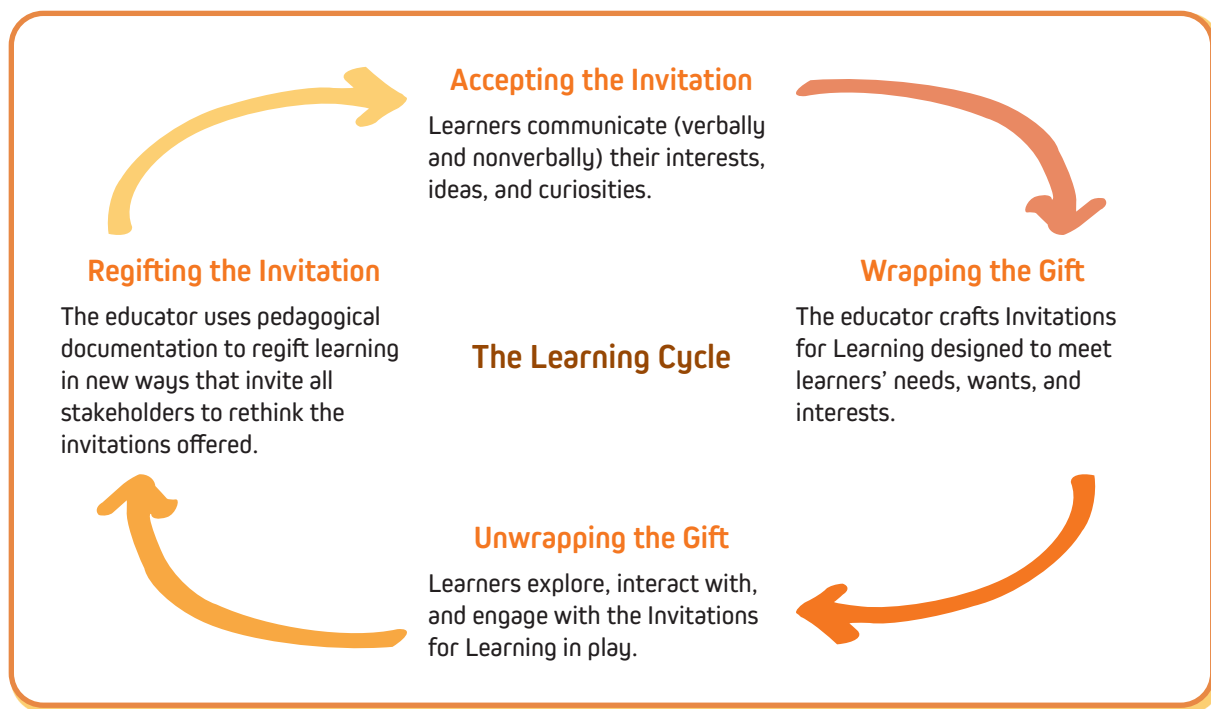 Accepting the Invitation
Learners communicate (verbally
and nonverbally) their interests,
ideas, and curiosities.
Wrapping the Gift
The educator crafts Invitations
for Learning designed to meet
learners’ needs, wants, and
interests.
Unwrapping the Gift
Learners explore, interact with,
and engage with the Invitations
for Learning in play.
Regifting the Invitation
The educator uses pedagogical
documentation to regift learning
in new ways that invite all
stakeholders to rethink the
invitations offered.
The Learning Cycle